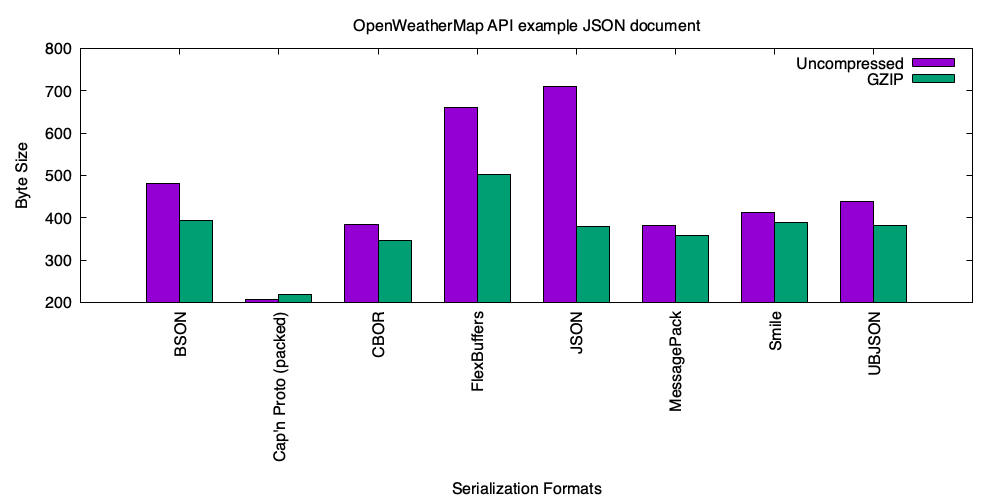 OpenWeatherMap API example JSON document
Uncompressed
GZIP
Byte Size
800
700
600
500
400
300
200
BSON
Cap'n Proto (packed)
CBOR
FlexBuffers
JSON
MessagePack
Smile
UBJSON
Serialization Formats